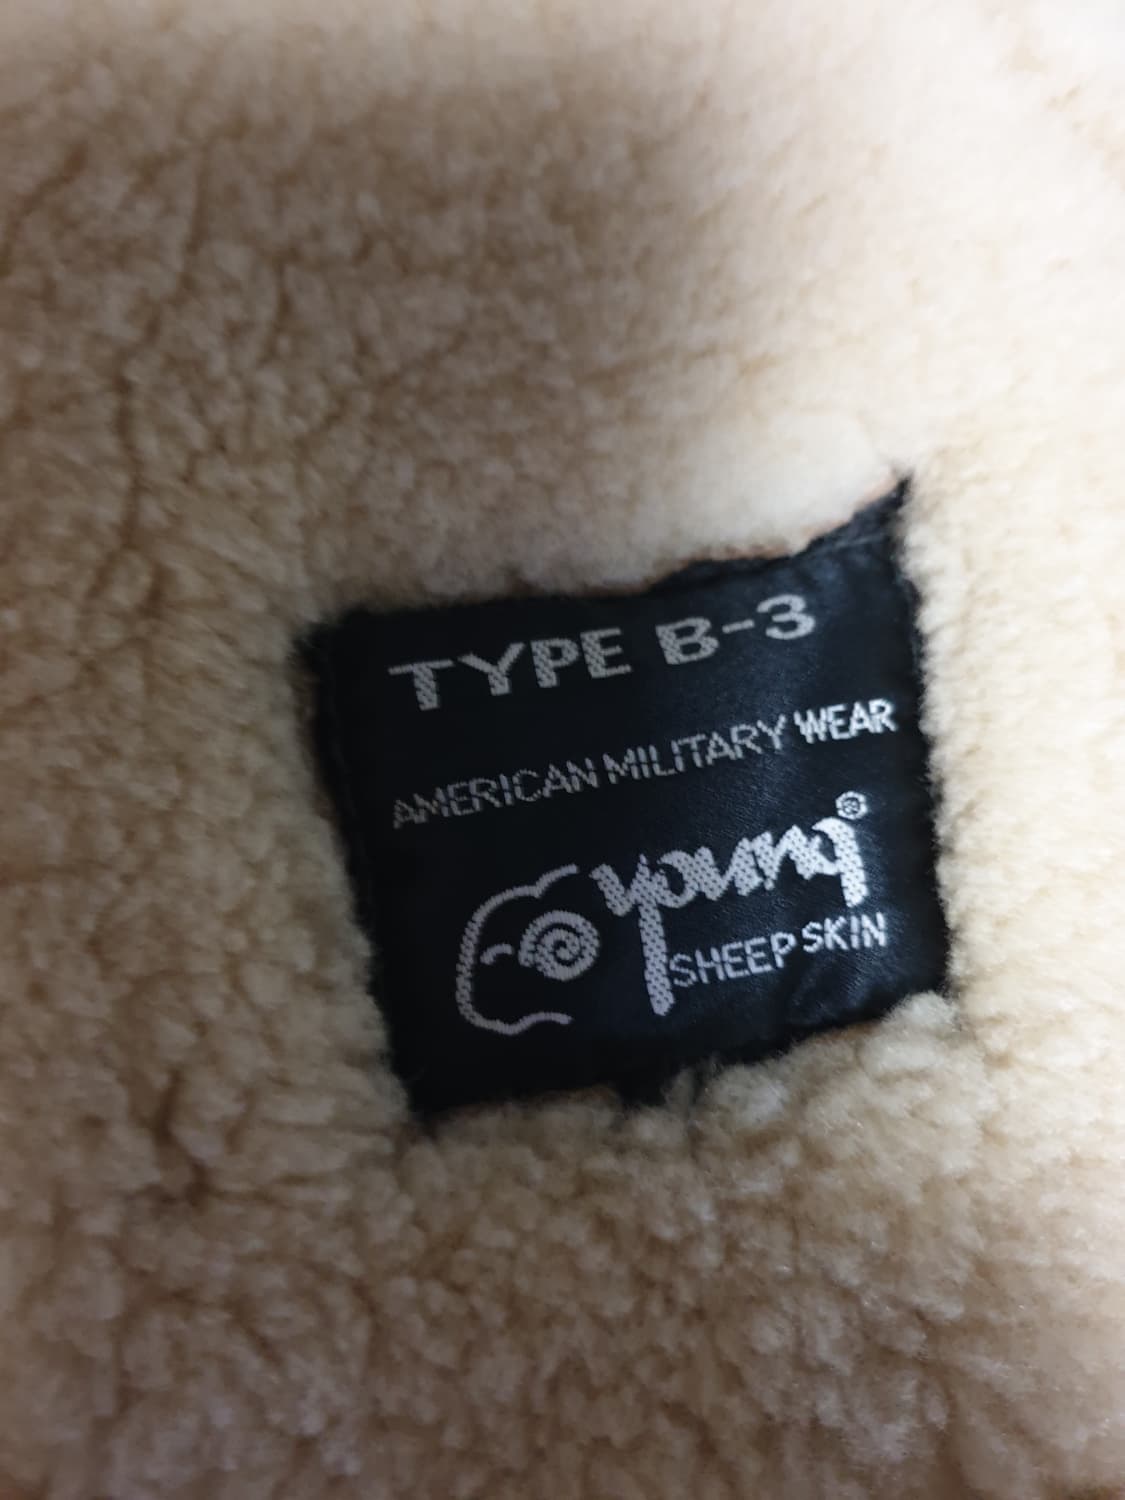 TYPE B-3
AMERICAN MILITARY WEAR
young®
SHEEP SKIN